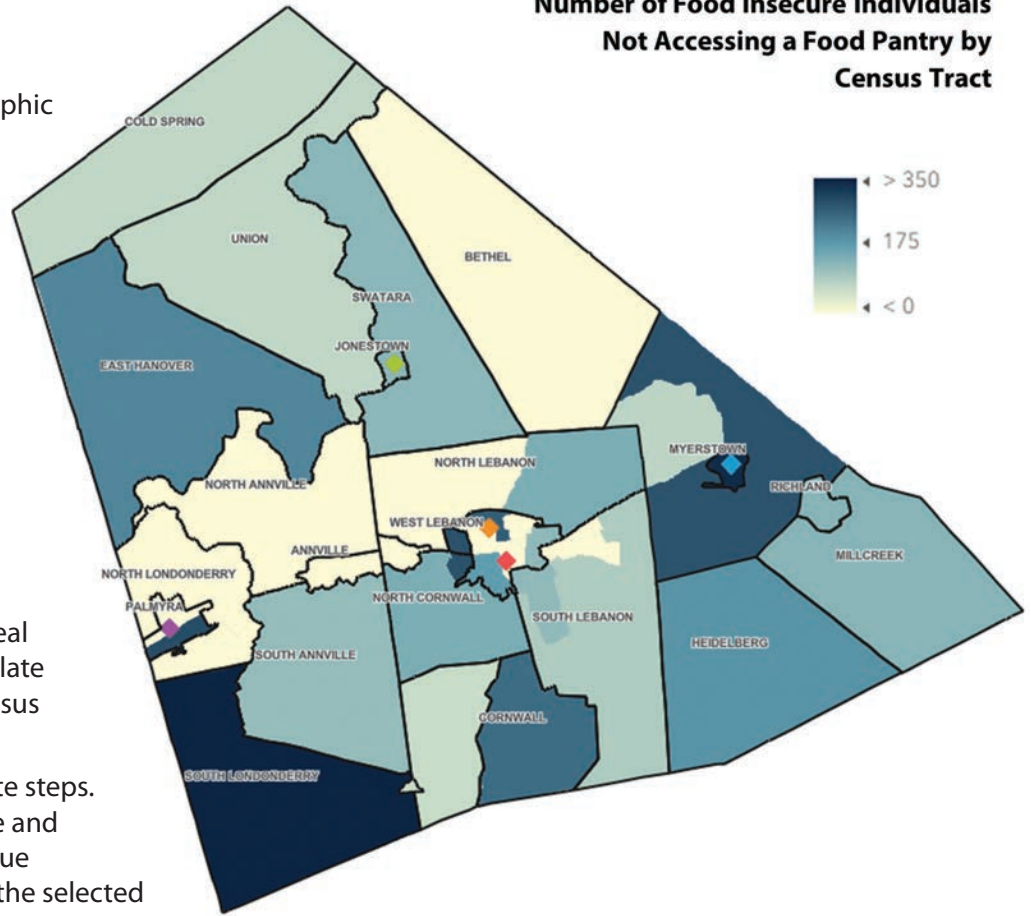 Number of Food Insecure Individuals
Not Accessing a Food Pantry by
Census Tract
phic
COLD SPRING
> 350
175
< 0
UNION
BETHEL
SWATARA
JONESTOWN
EAST HANOVER
MYERSTOWN
NORTH LEBANON
RICHLAND
NORTH ANNVILLE
WEST LEBANON
ANNVILLE
MILLCREEK
NORTH LONDONDERRY
NORTH CORNWALL
PALMYRA
SOUTH LEBANON
HEIDELBERG
eal
SOUTH ANNVILLE
late
sus
CORNWALL
SOUTH LONDONDERRY
te steps.
e and
ue
the selected